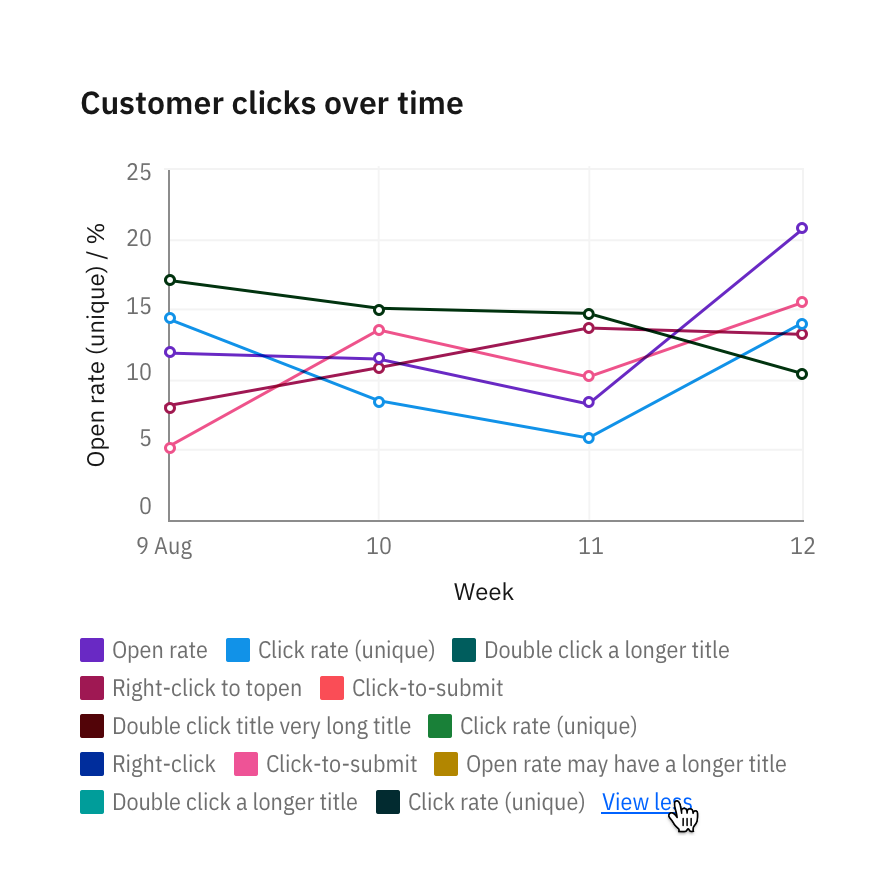 Customer clicks over time
Open rate (unique) / %
25
20
15
10
5
0
9 Aug 10 11 12
Week
Open rate Click rate (unique) Double click a longer title
Right-click to topen Click-to-submit
Double click title very long title Click rate (unique)
Right-click Click-to-submit Open rate may have a longer title
Double click a longer title Click rate (unique) View less